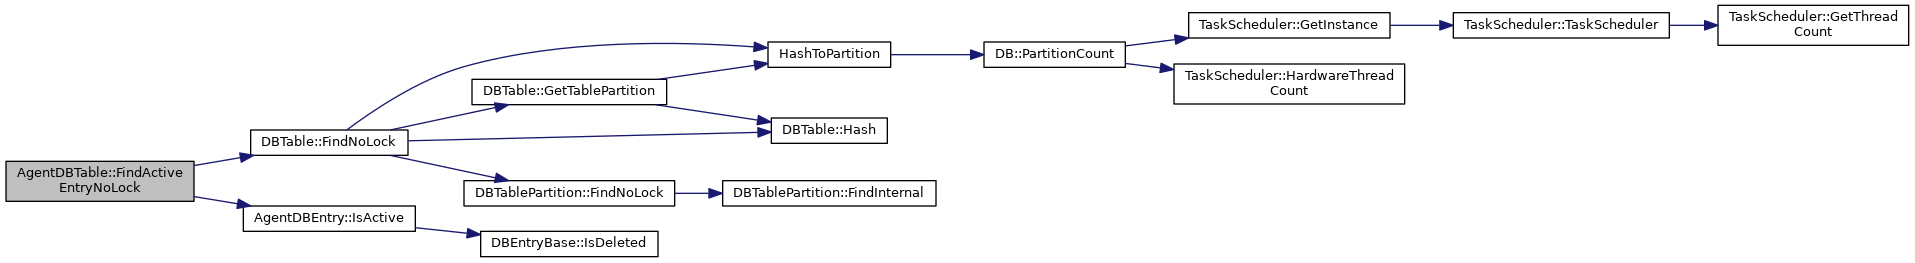 AgentDBTable::FindActive
EntryNoLock
DBTable::FindNoLock
AgentDBEntry::IsActive
DBTable::GetTablePartition
DBTablePartition::FindNoLock
DBEntryBase::IsDeleted
HashToPartition
DBTable::Hash
DBTablePartition::FindInternal
DB::PartitionCount
TaskScheduler::GetInstance
TaskScheduler::HardwareThread
Count
TaskScheduler::TaskScheduler
TaskScheduler::GetThread
Count